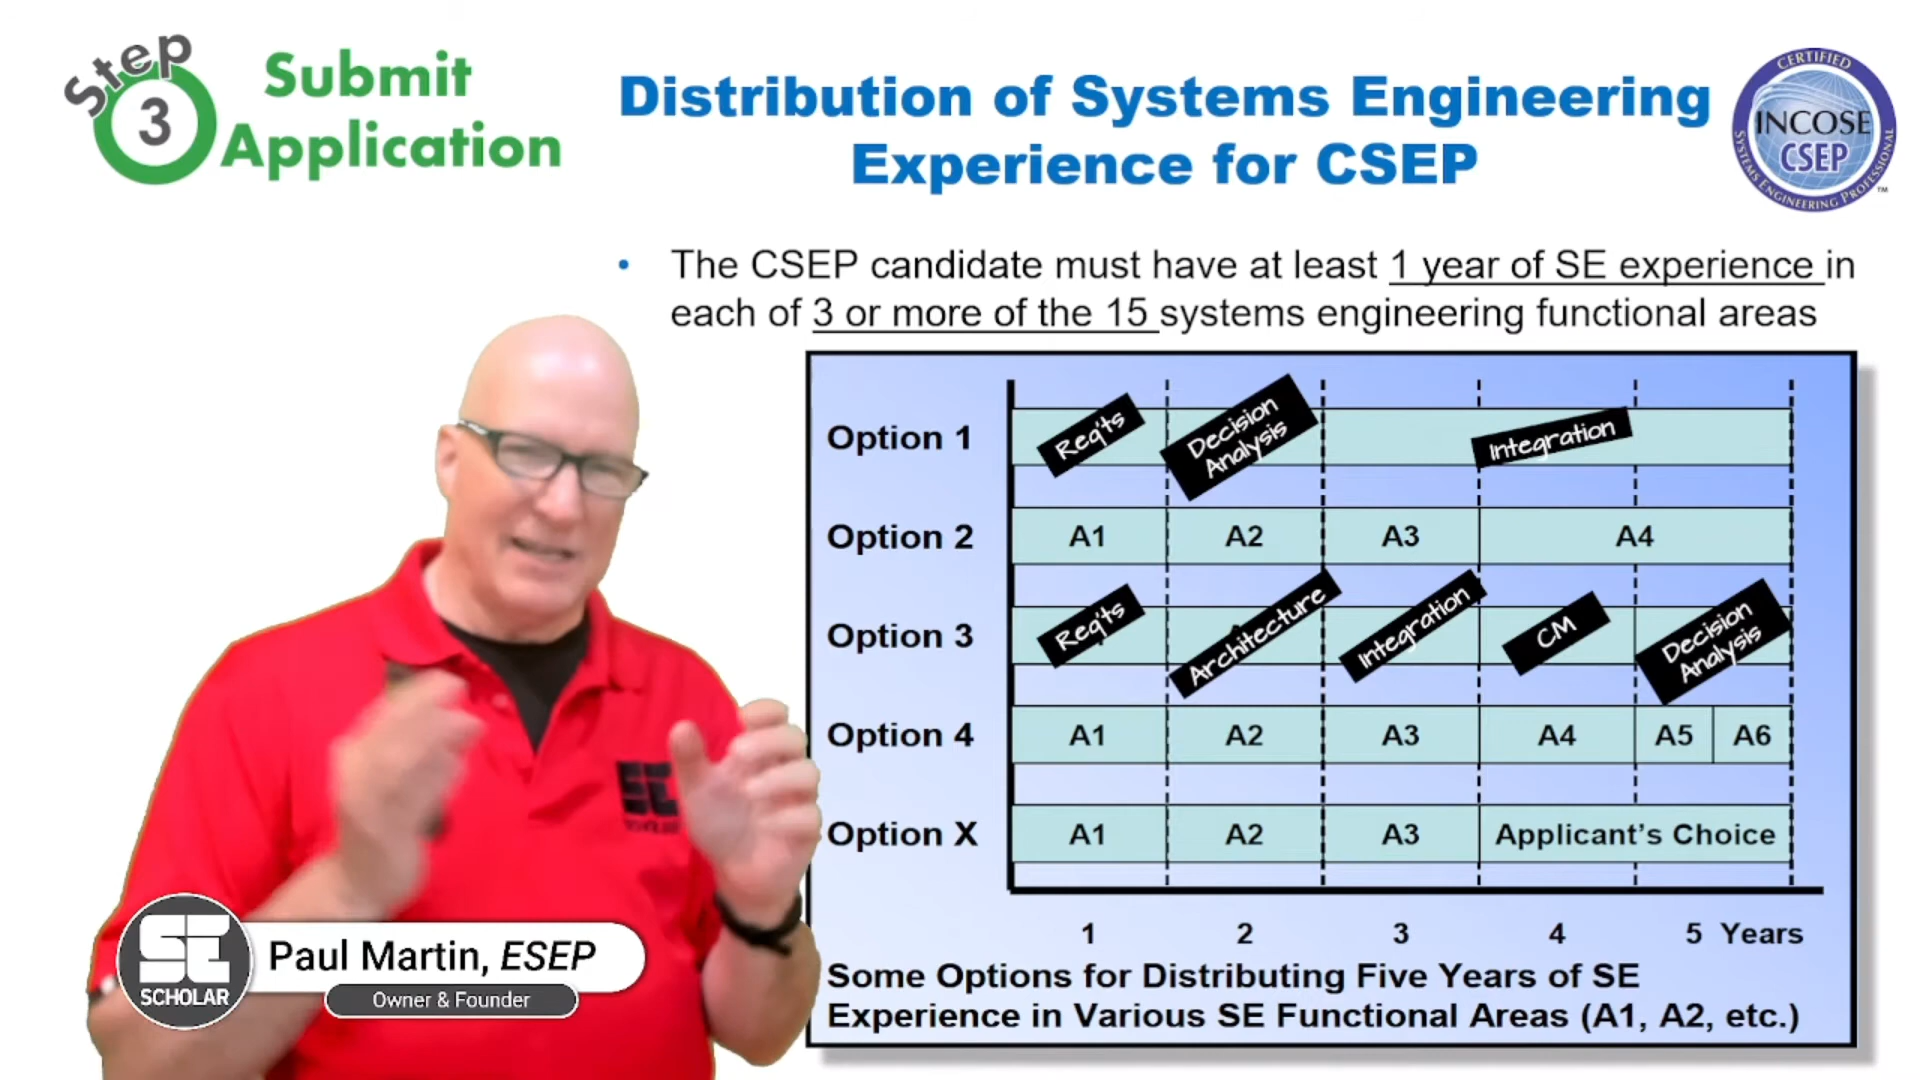 Step
3
Submit
Application
Distribution of Systems Engineering
Experience for CSEP
CERTIFIED
INCOSE
CSEP
SYSTEMS ENGINEERING PROFESSIONAL
™
• The CSEP candidate must have at least 1 year of SE experience in
each of 3 or more of the 15 systems engineering functional areas
Option 1
Req'ts
Decision
Analysis
Integration
Option 2 A1 A2 A3 A4
Option 3
Req'ts
Architecture
Integration
CM
Decision
Analysis
Option 4 A1 A2 A3 A4 A5 A6
Option X A1 A2 A3 Applicant's Choice
1 2 3 4 5 Years
Some Options for Distributing Five Years of SE
Experience in Various SE Functional Areas (A1, A2, etc.)
SE
SE
SCHOLAR
Paul Martin, ESEP
Owner & Founder